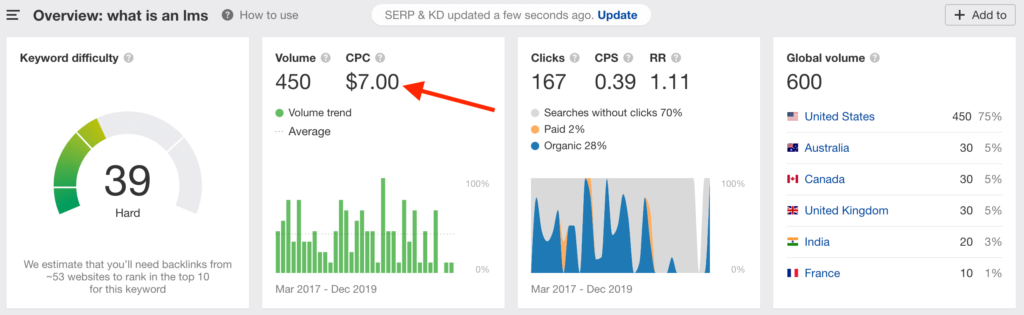 Overview: what is an lms ? How to use
SERP & KD updated a few seconds ago. Update
+ Add to
Keyword difficulty ?
39
Hard
We estimate that you'll need backlinks from
~53 websites to rank in the top 10
for this keyword
Volume ? CPC ?
450 $7.00
Volume trend
Average
100%
0%
Mar 2017 - Dec 2019
Clicks ? CPS ? RR ?
167 0.39 1.11
Searches without clicks 70%
Paid 2%
Organic 28%
100%
0%
Mar 2017 - Dec 2019
Global volume ?
600
United States 450 75%
Australia 30 5%
Canada 30 5%
United Kingdom 30 5%
India 20 3%
France 10 1%